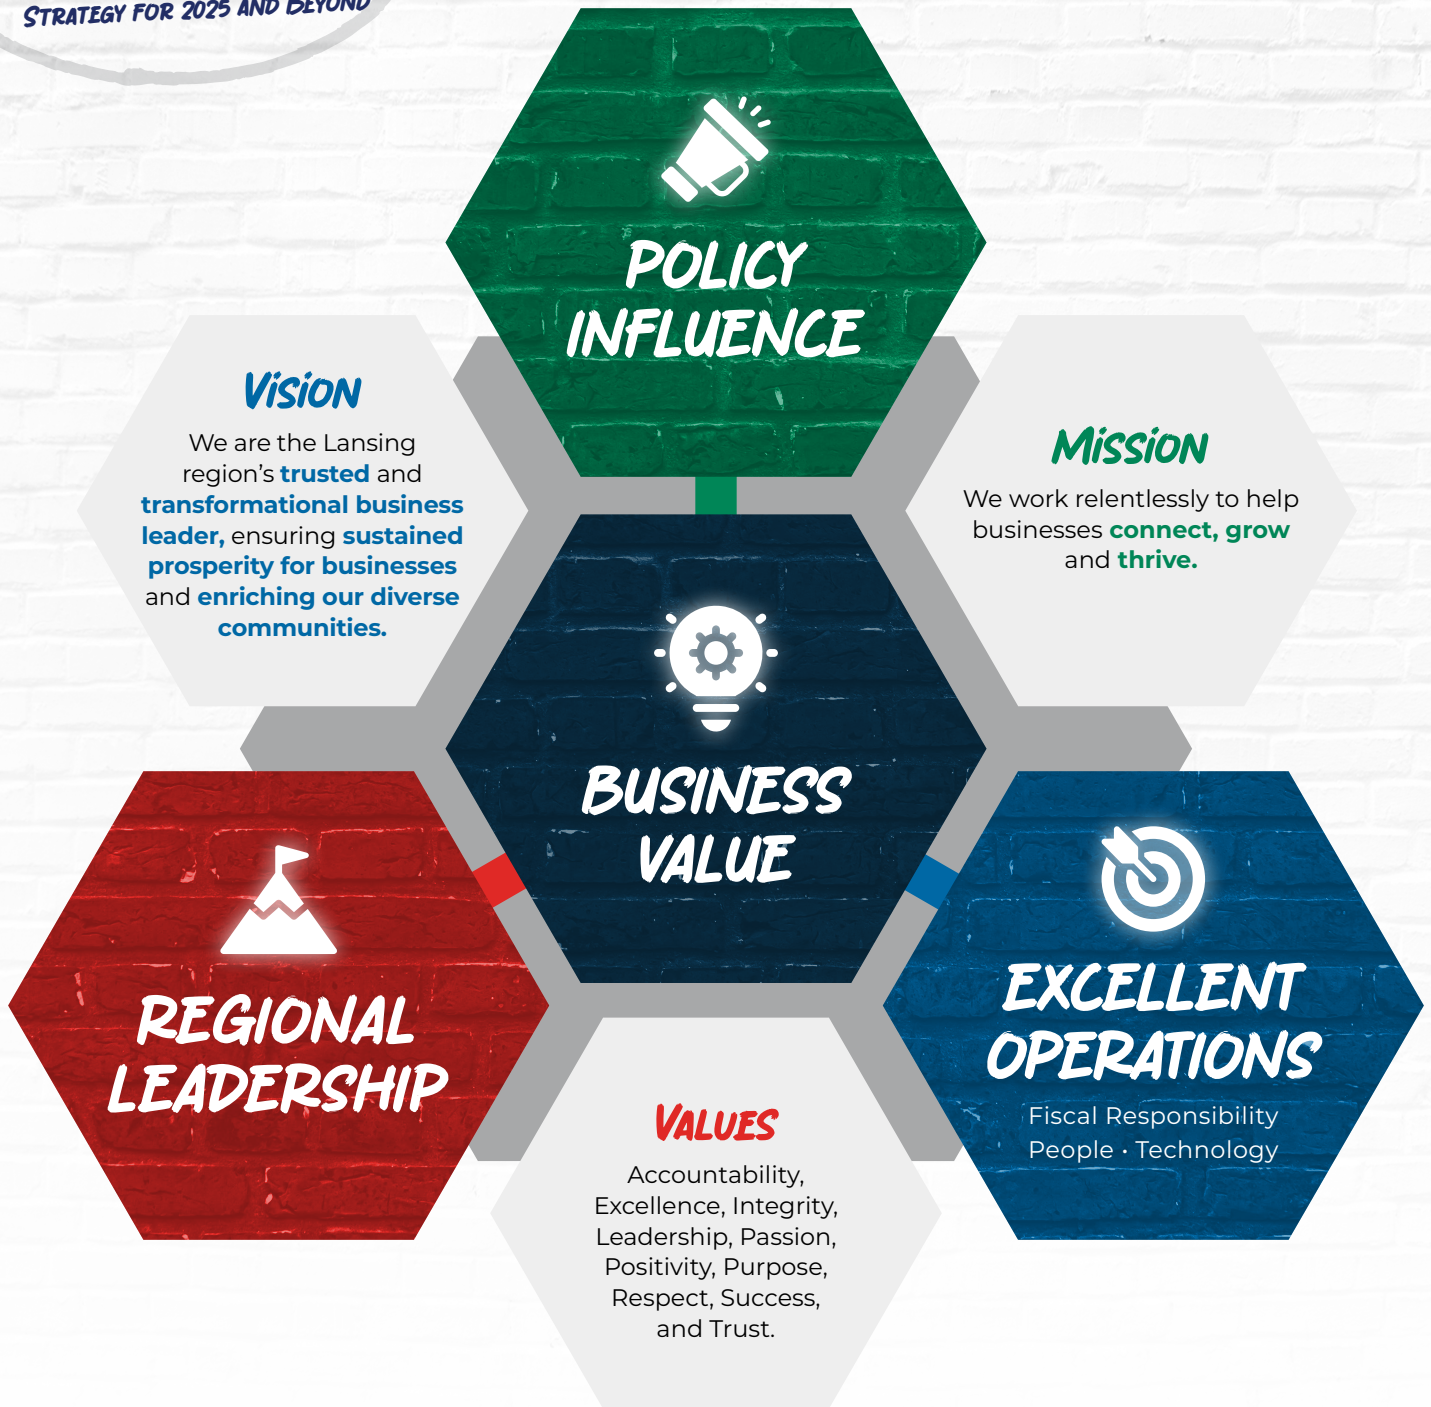 Strategy for 2025 and Beyond
POLICY
INFLUENCE
Vision
We are the Lansing
region’s trusted and
transformational business
leader, ensuring sustained
prosperity for businesses
and enriching our diverse
communities.
Mission
We work relentlessly to help
businesses connect, grow
and thrive.
BUSINESS
VALUE
REGIONAL
LEADERSHIP
EXCELLENT
OPERATIONS
Fiscal Responsibility
People • Technology
Values
Accountability,
Excellence, Integrity,
Leadership, Passion,
Positivity, Purpose,
Respect, Success,
and Trust.